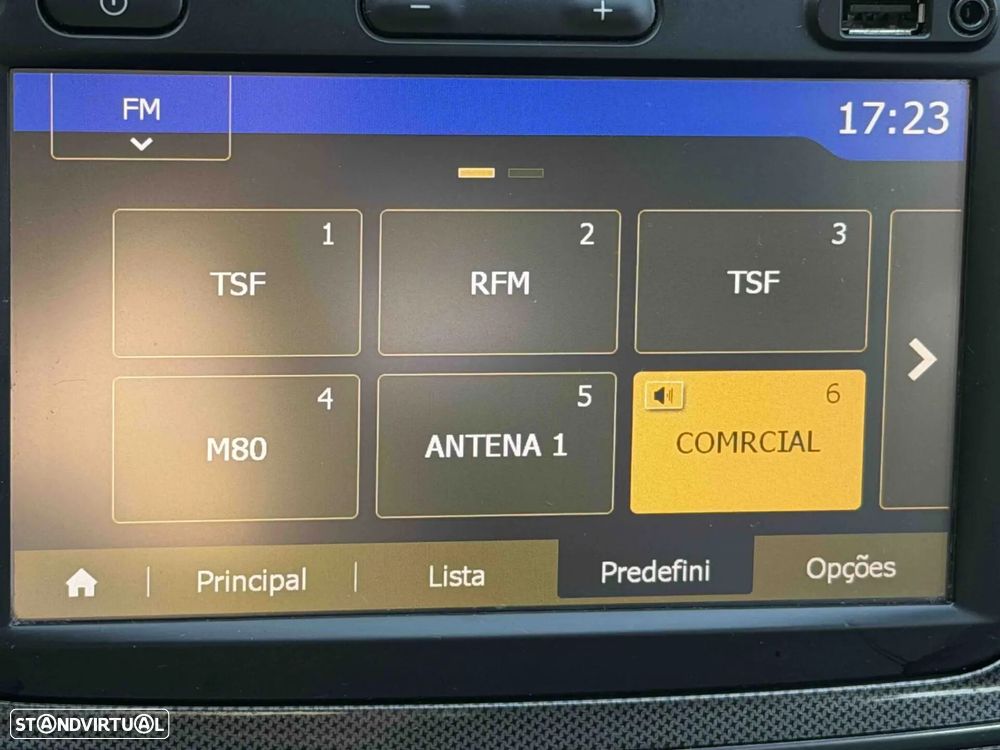 FM
17:23
1
TSF
2
RFM
3
TSF
4
M80
5
ANTENA 1
6
COMRCIAL
Principal
Lista
Predefini
Opções
STANDVIRTUAL